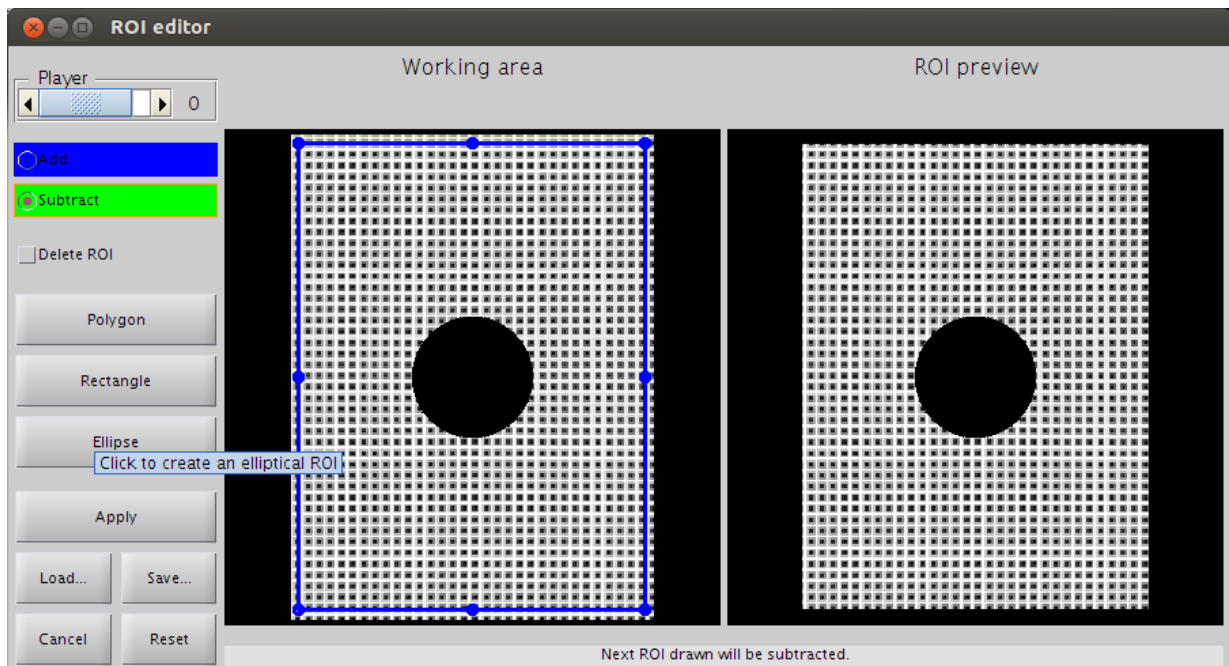 ROI editor
Player
0
Working area
ROI preview
Add
Subtract
Delete ROI
Polygon
Rectangle
Ellipse
Click to create an elliptical ROI
Apply
Load...
Save...
Cancel
Reset
Next ROI drawn will be subtracted.